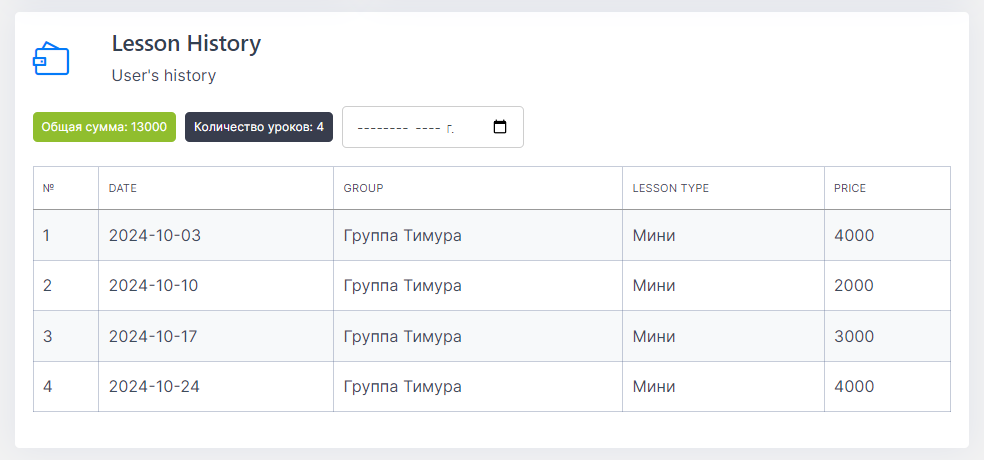 Lesson History
User's history
Общая сумма: 13000 Количество уроков: 4 -------- ---- г.
№ DATE GROUP LESSON TYPE PRICE
1 2024-10-03 Группа Тимура Мини 4000
2 2024-10-10 Группа Тимура Мини 2000
3 2024-10-17 Группа Тимура Мини 3000
4 2024-10-24 Группа Тимура Мини 4000